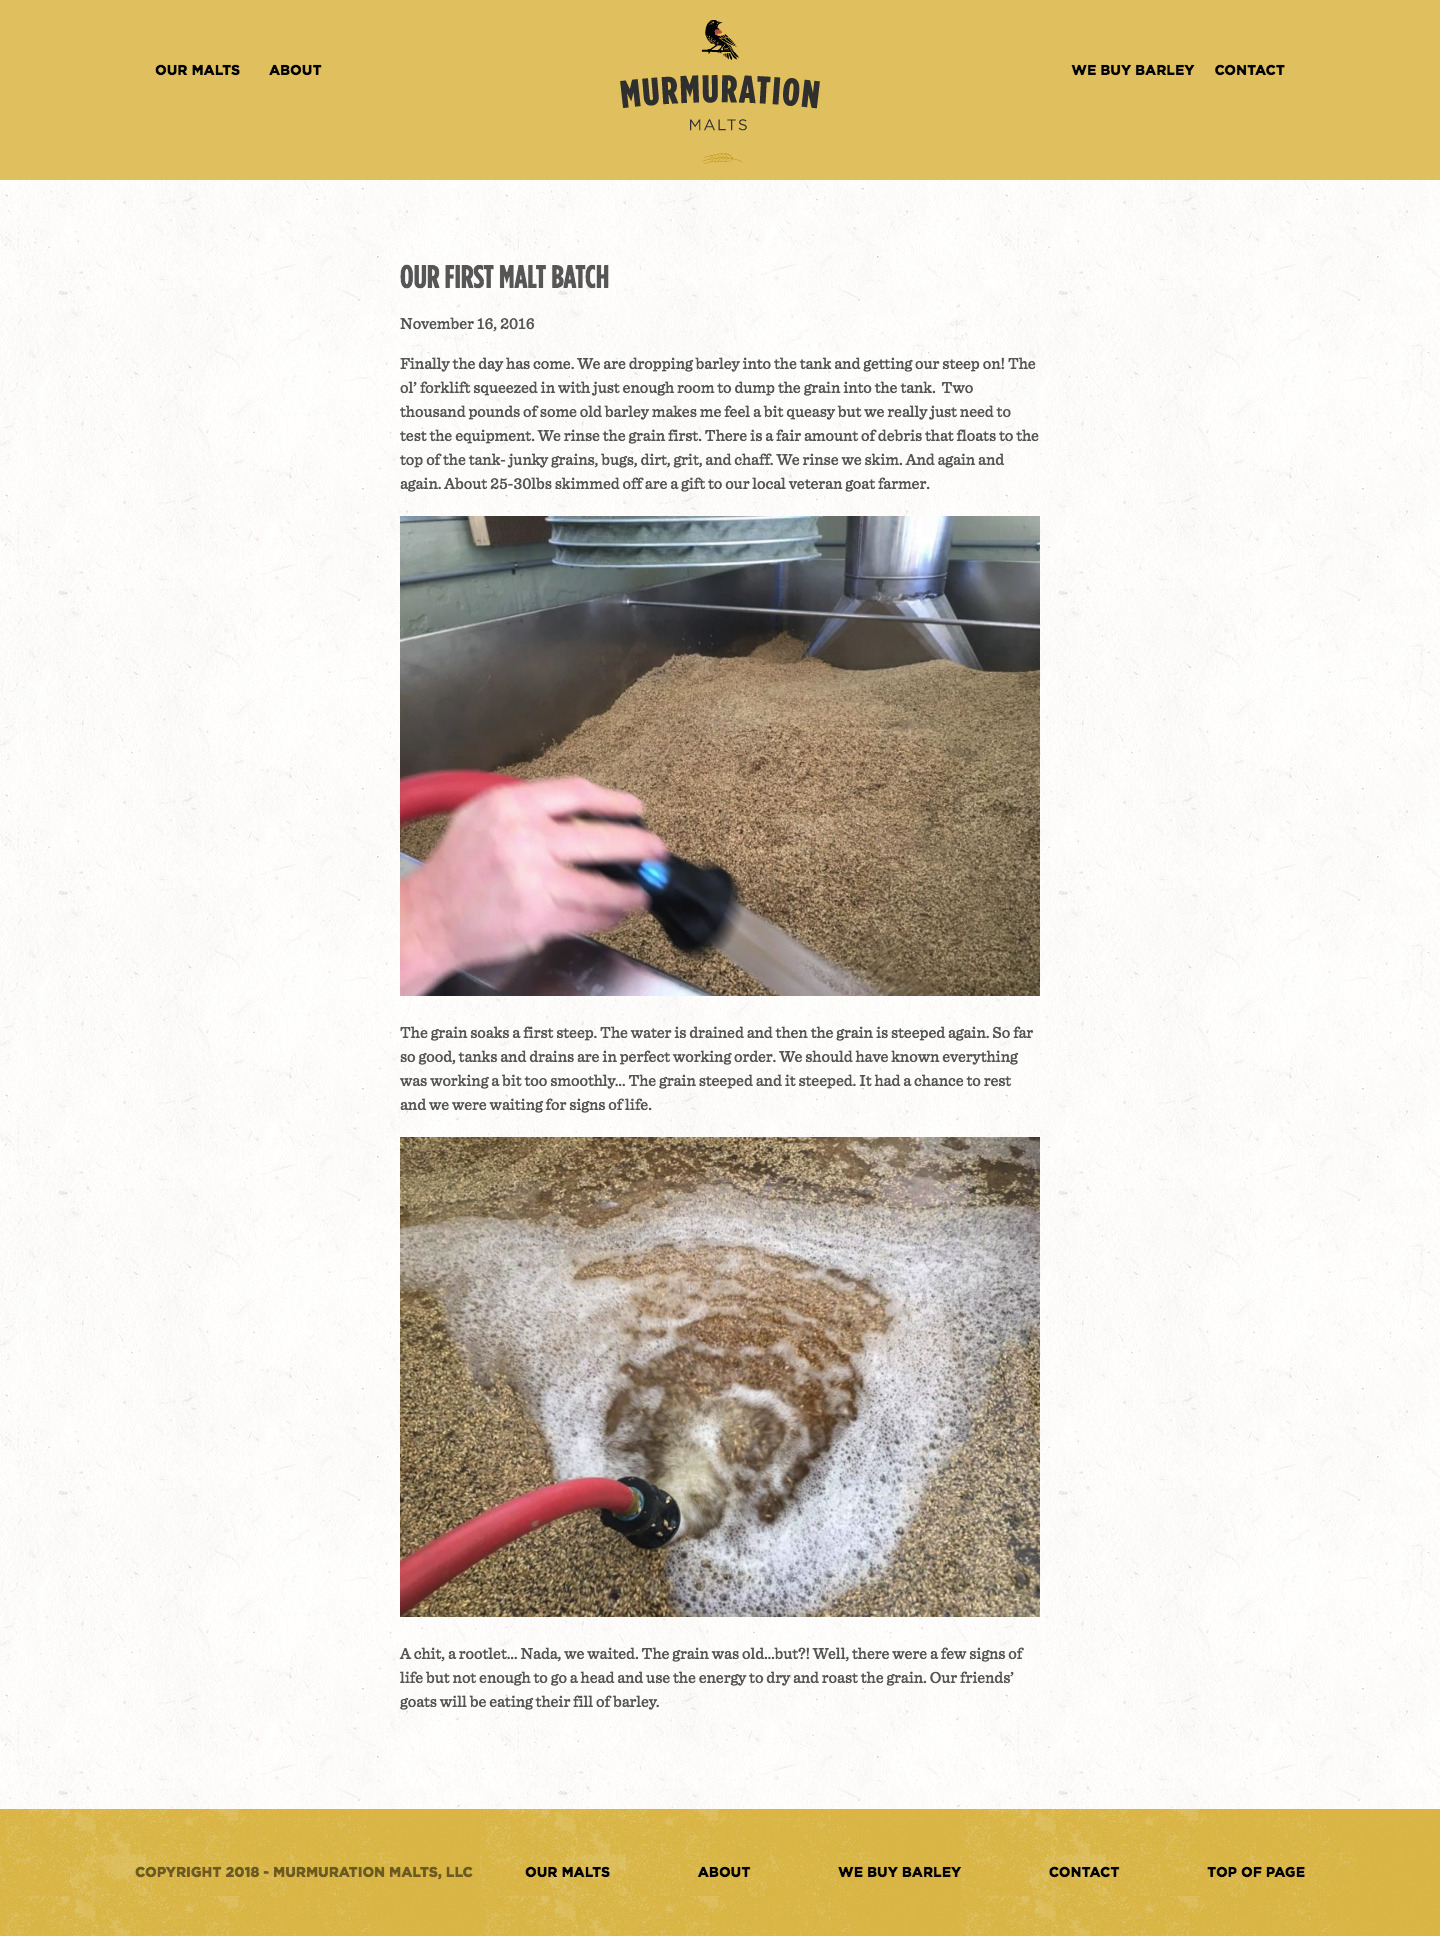 OUR MALTS
ABOUT
MURMURATION
MALTS
WE BUY BARLEY
CONTACT
OUR FIRST MALT BATCH
November 16, 2016
Finally the day has come. We are dropping barley into the tank and getting our steep on! The
ol’ forklift squeezed in with just enough room to dump the grain into the tank.  Two
thousand pounds of some old barley makes me feel a bit queasy but we really just need to
test the equipment. We rinse the grain first. There is a fair amount of debris that floats to the
top of the tank- junky grains, bugs, dirt, grit, and chaff. We rinse we skim. And again and
again. About 25-30lbs skimmed off are a gift to our local veteran goat farmer.
The grain soaks a first steep. The water is drained and then the grain is steeped again. So far
so good, tanks and drains are in perfect working order. We should have known everything
was working a bit too smoothly… The grain steeped and it steeped. It had a chance to rest
and we were waiting for signs of life.
A chit, a rootlet… Nada, we waited. The grain was old…but?! Well, there were a few signs of
life but not enough to go a head and use the energy to dry and roast the grain. Our friends’
goats will be eating their fill of barley.
COPYRIGHT 2018 - MURMURATION MALTS, LLC
OUR MALTS
ABOUT
WE BUY BARLEY
CONTACT
TOP OF PAGE